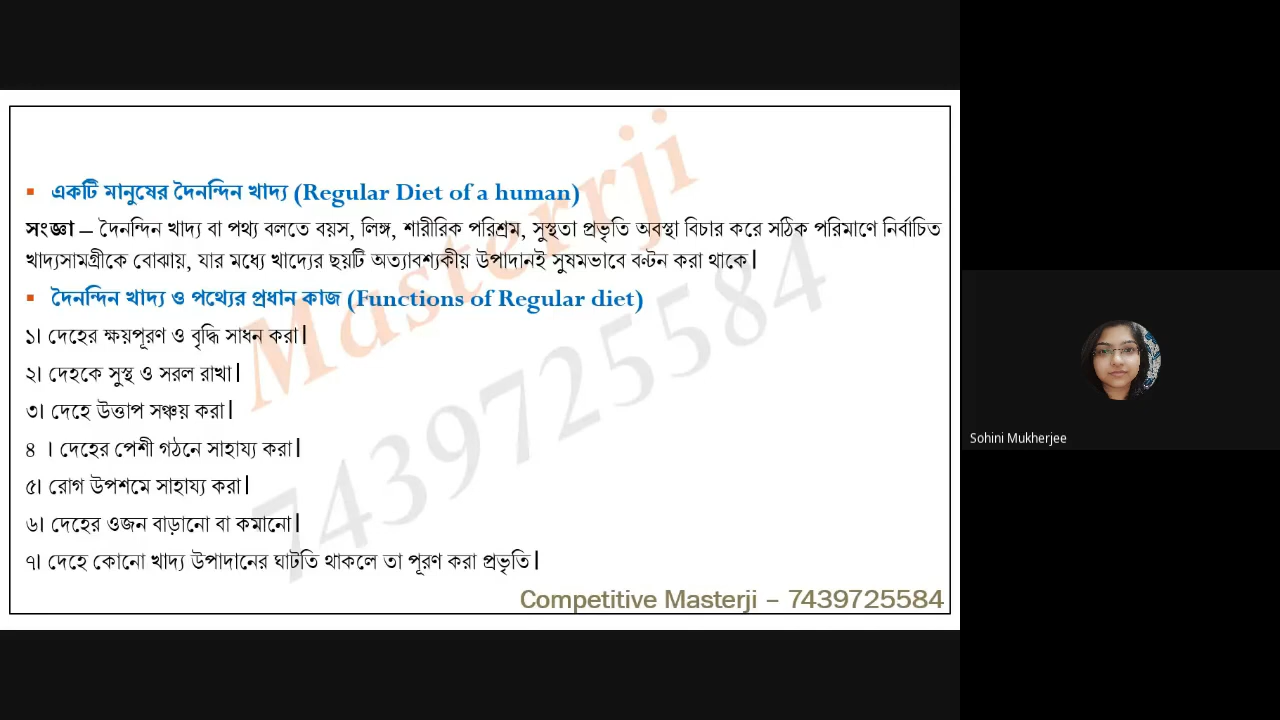 ▪ একটি মানুষের দৈনন্দিন খাদ্য (Regular Diet of a human)
সংজ্ঞা – দৈনন্দিন খাদ্য বা পথ্য বলতে বয়স, লিঙ্গ, শারীরিক পরিশ্রম, সুস্থতা প্রভৃতি অবস্থা বিচার করে সঠিক পরিমাণে নির্বাচিত
খাদ্যসামগ্রীকে বোঝায়, যার মধ্যে খাদ্যের ছয়টি অত্যাবশ্যকীয় উপাদানই সুষমভাবে বণ্টন করা থাকে|
▪ দৈনন্দিন খাদ্য ও পথ্যের প্রধান কাজ (Functions of Regular diet)
১। দেহের ক্ষয়পূরণ ও বৃদ্ধি সাধন করা|
২। দেহকে সুস্থ ও সরল রাখা|
৩। দেহে উত্তাপ সঞ্চয় করা|
৪ । দেহের পেশী গঠনে সাহায্য করা|
৫। রোগ উপশমে সাহায্য করা|
৬। দেহের ওজন বাড়ানো বা কমানো|
৭। দেহে কোনো খাদ্য উপাদানের ঘাটতি থাকলে তা পূরণ করা প্রভৃতি|
Competitive Masterji – 7439725584
Masterrji
7439725584
Sohini Mukherjee